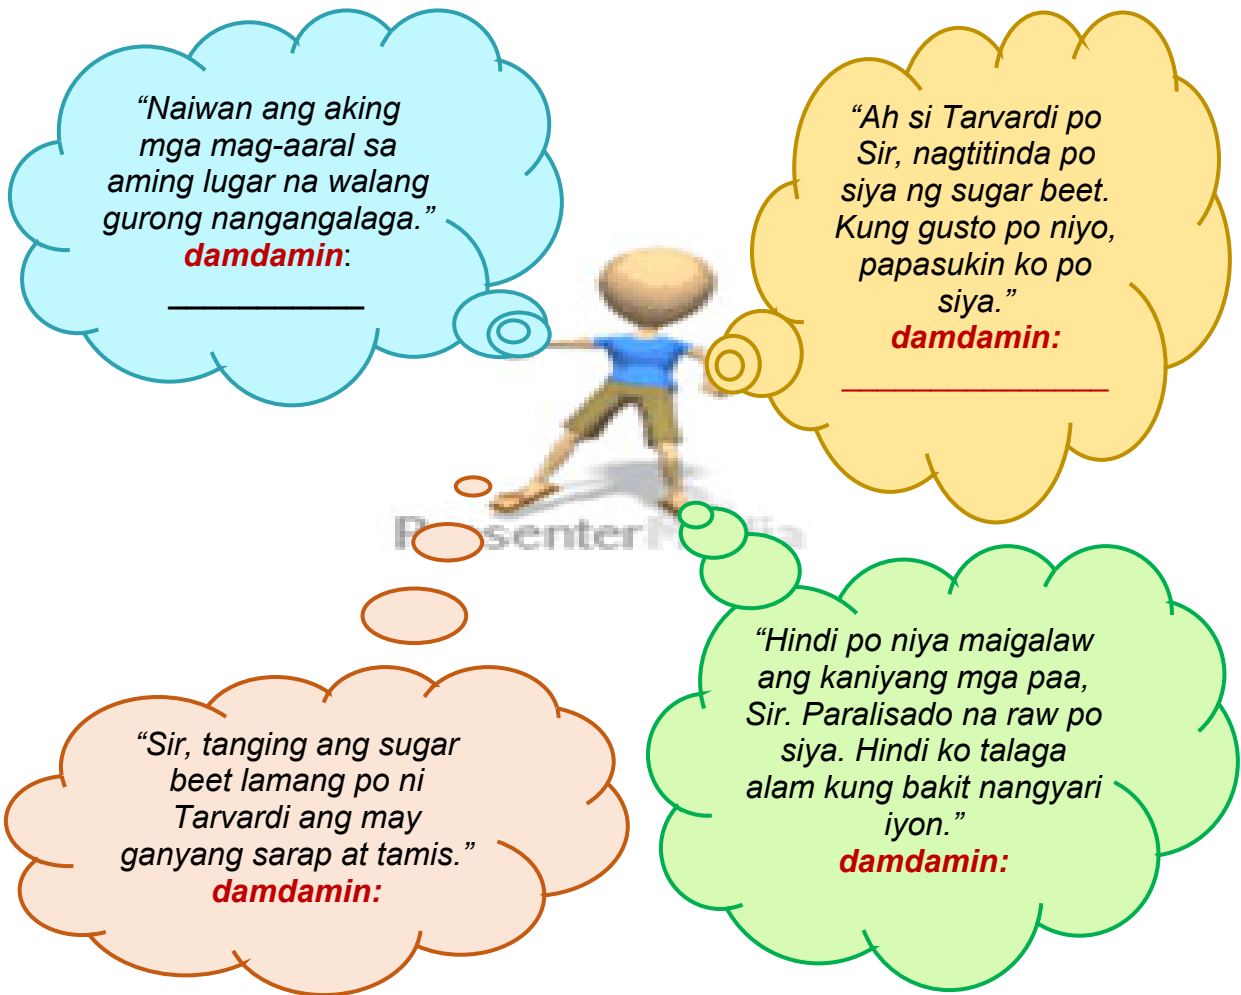 “Naiwan ang aking
mga mag-aaral sa
aming lugar na walang
gurong nangangalaga.”
damdamin:
____________
“Ah si Tarvardi po
Sir, nagtitinda po
siya ng sugar beet.
Kung gusto po niyo,
papasukin ko po
siya.”
damdamin:
________________
“Sir, tanging ang sugar
beet lamang po ni
Tarvardi ang may
ganyang sarap at tamis.”
damdamin:
“Hindi po niya maigalaw
ang kaniyang mga paa,
Sir. Paralisado na raw po
siya. Hindi ko talaga
alam kung bakit nangyari
iyon.”
damdamin: